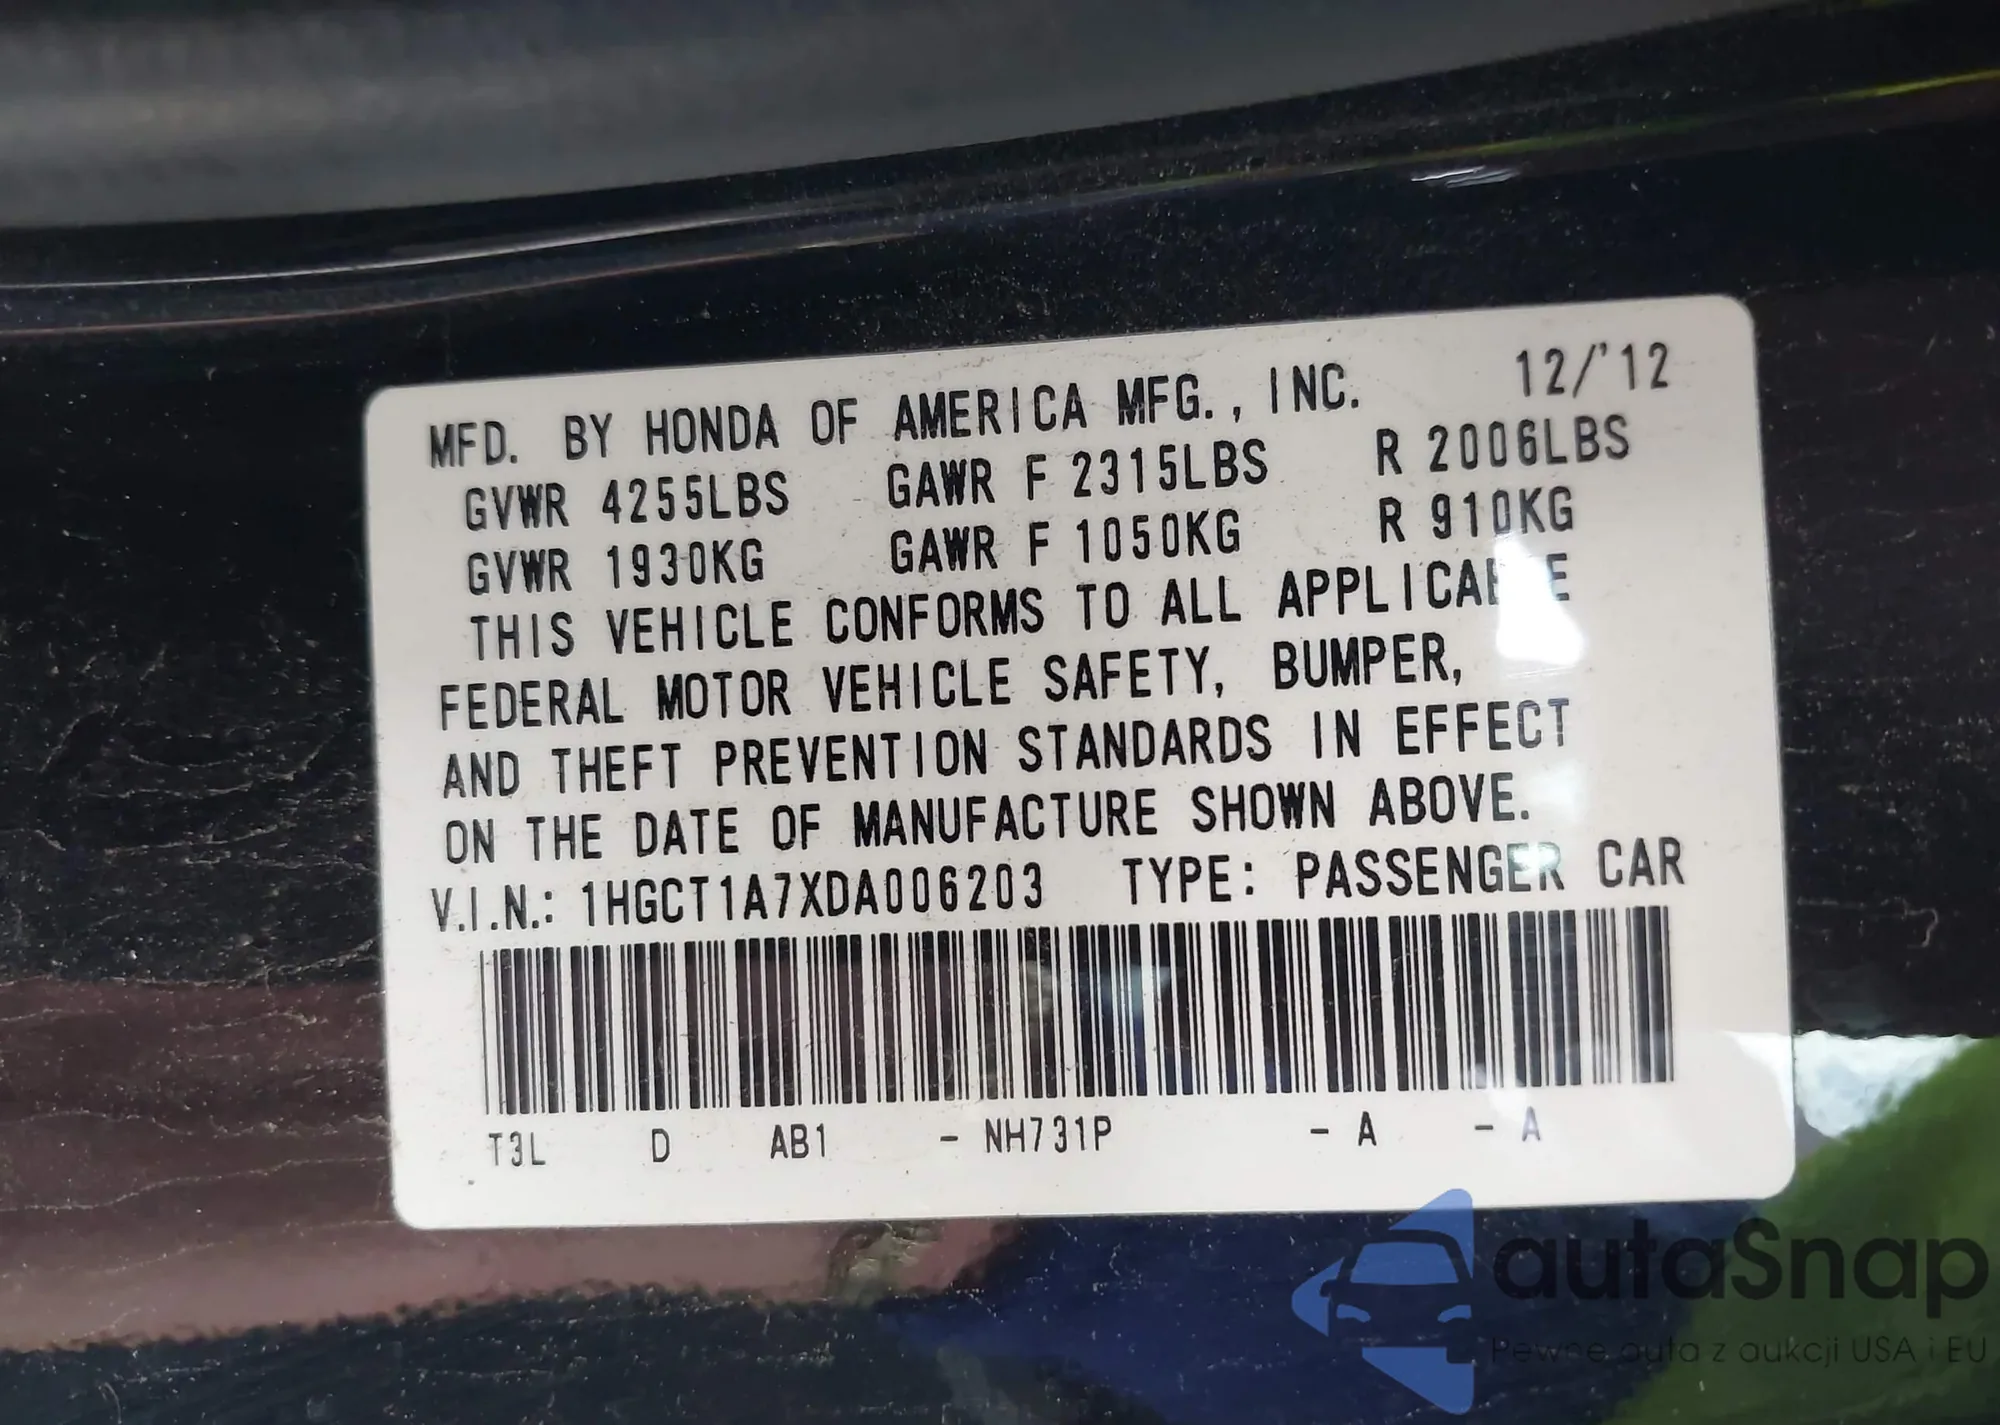 MFD. BY HONDA OF AMERICA MFG., INC. 12/'12
GVWR 4255LBS GAWR F 2315LBS R 2006LBS
GVWR 1930KG GAWR F 1050KG R 910KG
THIS VEHICLE CONFORMS TO ALL APPLICABLE
FEDERAL MOTOR VEHICLE SAFETY, BUMPER,
AND THEFT PREVENTION STANDARDS IN EFFECT
ON THE DATE OF MANUFACTURE SHOWN ABOVE.
V.I.N.: 1HGCT1A7XDA006203 TYPE: PASSENGER CAR
T3L D AB1 - NH731P - A - A
autaSnap
Pewne auta z aukcji USA i EU